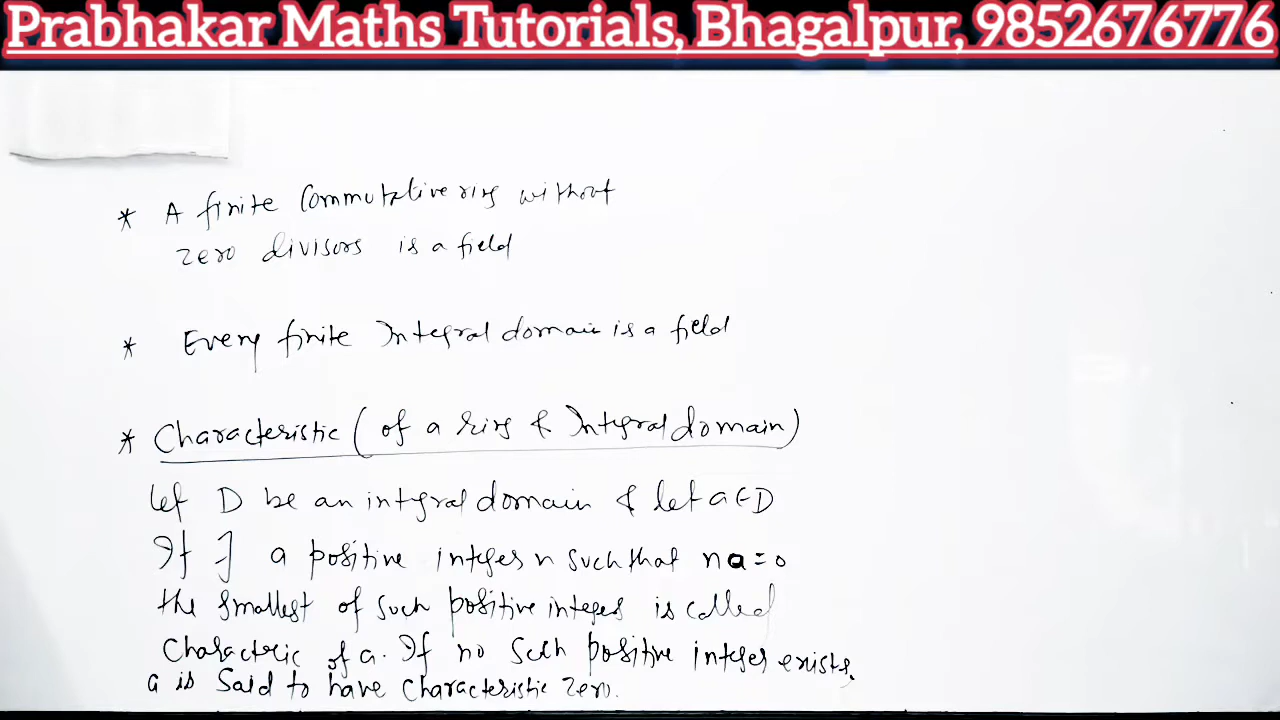 Prabhakar Maths Tutorials, Bhagalpur, 9852676776
* A finite Commutative ring without
zero divisors is a field
* Every finite Integral domain is a field
* Characteristic ( of a ring & Integral domain )
Let D be an integral domain & let a ∈ D
If ∃ a positive integer n such that na = 0
the smallest of such positive integer is called
Charactric of a. If no such positive integer exists,
a is said to have characteristic zero.